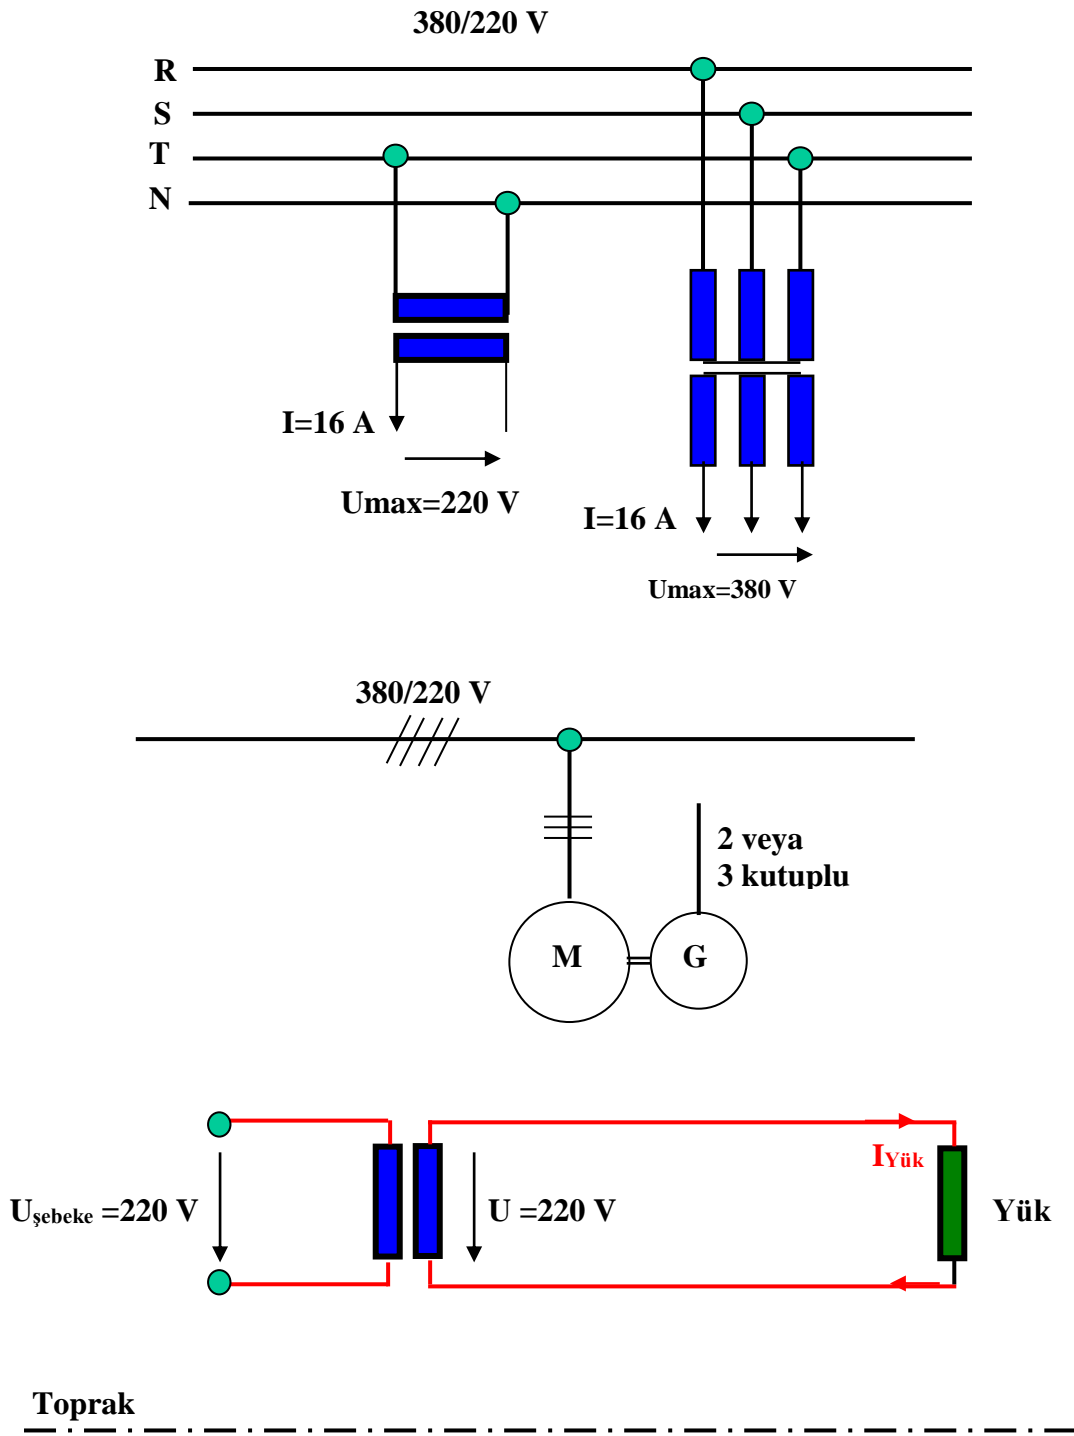 380/220 V
R
S
T
N
I=16 A
Umax=220 V
I=16 A
Umax=380 V
380/220 V
2 veya
3 kutuplu
M
G
IYük
Uşebeke =220 V
U =220 V
Yük
Toprak